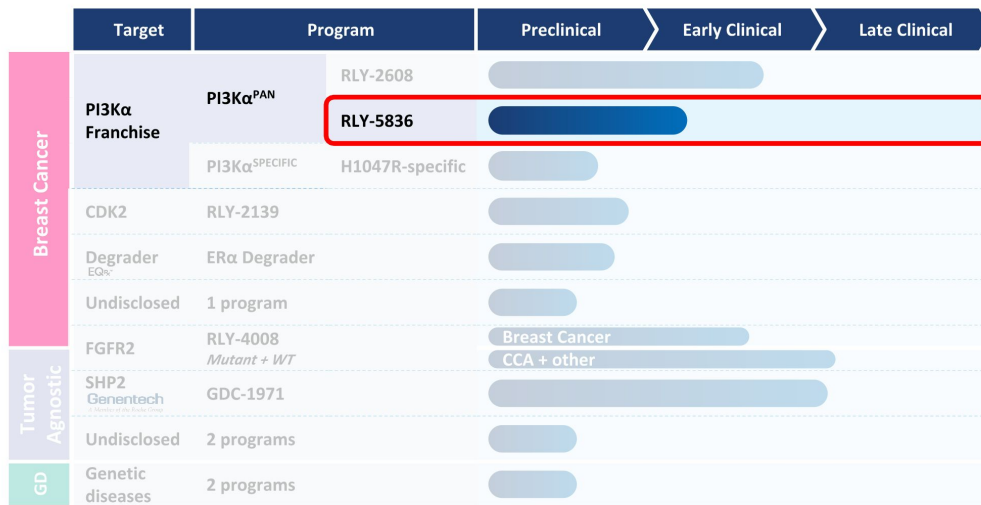 Target Program Preclinical Early Clinical Late Clinical
Breast Cancer
PI3Kα Franchise
PI3Kα^PAN
RLY-2608
RLY-5836
PI3Kα^SPECIFIC H1047R-specific
CDK2 RLY-2139
Degrader ERα Degrader
EQRx
Undisclosed 1 program
FGFR2
RLY-4008
Mutant + WT
Breast Cancer
CCA + other
Tumor Agnostic
SHP2 GDC-1971
Genentech
Undisclosed 2 programs
GD
Genetic diseases 2 programs